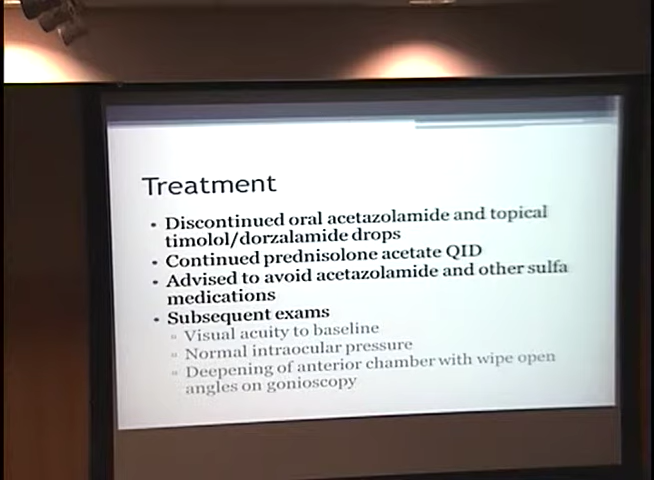 Treatment
• Discontinued oral acetazolamide and topical
timolol/dorzalamide drops
• Continued prednisolone acetate QID
• Advised to avoid acetazolamide and other sulfa
medications
• Subsequent exams
▫ Visual acuity to baseline
▫ Normal intraocular pressure
▫ Deepening of anterior chamber with wipe open
angles on gonioscopy